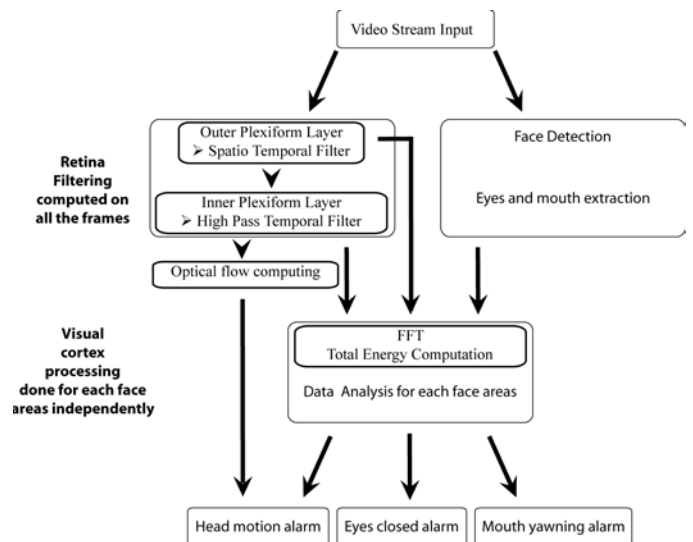 Video Stream Input
Outer Plexiform Layer
➢ Spatio Temporal Filter
Face Detection
Retina
Filtering
computed on
all the frames
Inner Plexiform Layer
➢ High Pass Temporal Filter
Eyes and mouth extraction
Optical flow computing
Visual
cortex
processing
done for each face
areas independently
FFT
Total Energy Computation
Data Analysis for each face areas
Head motion alarm
Eyes closed alarm
Mouth yawning alarm